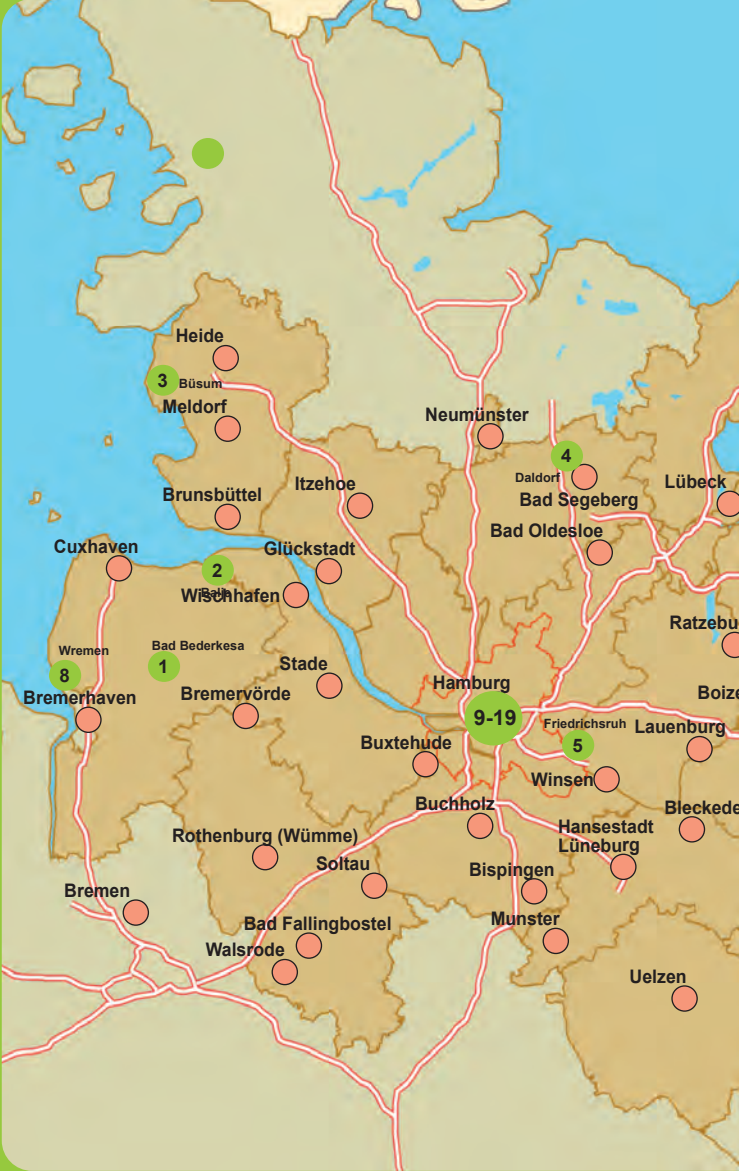 Heide
3 Büsum
Meldorf
Neumünster
4
Daldorf
Itzehoe
Lübeck
Brunsbüttel
Bad Segeberg
Bad Oldesloe
Cuxhaven
Glückstadt
2
Wischhafen
Ratzebu
Wremen
Bad Bederkesa
1
8
Stade
Hamburg
Bremerhaven
Bremervörde
Boize
9-19
Friedrichsruh
Lauenburg
5
Buxtehude
Winsen
Buchholz
Bleckede
Hansestadt
Lüneburg
Rothenburg (Wümme)
Soltau
Bispingen
Bremen
Bad Fallingbostel
Munster
Walsrode
Uelzen